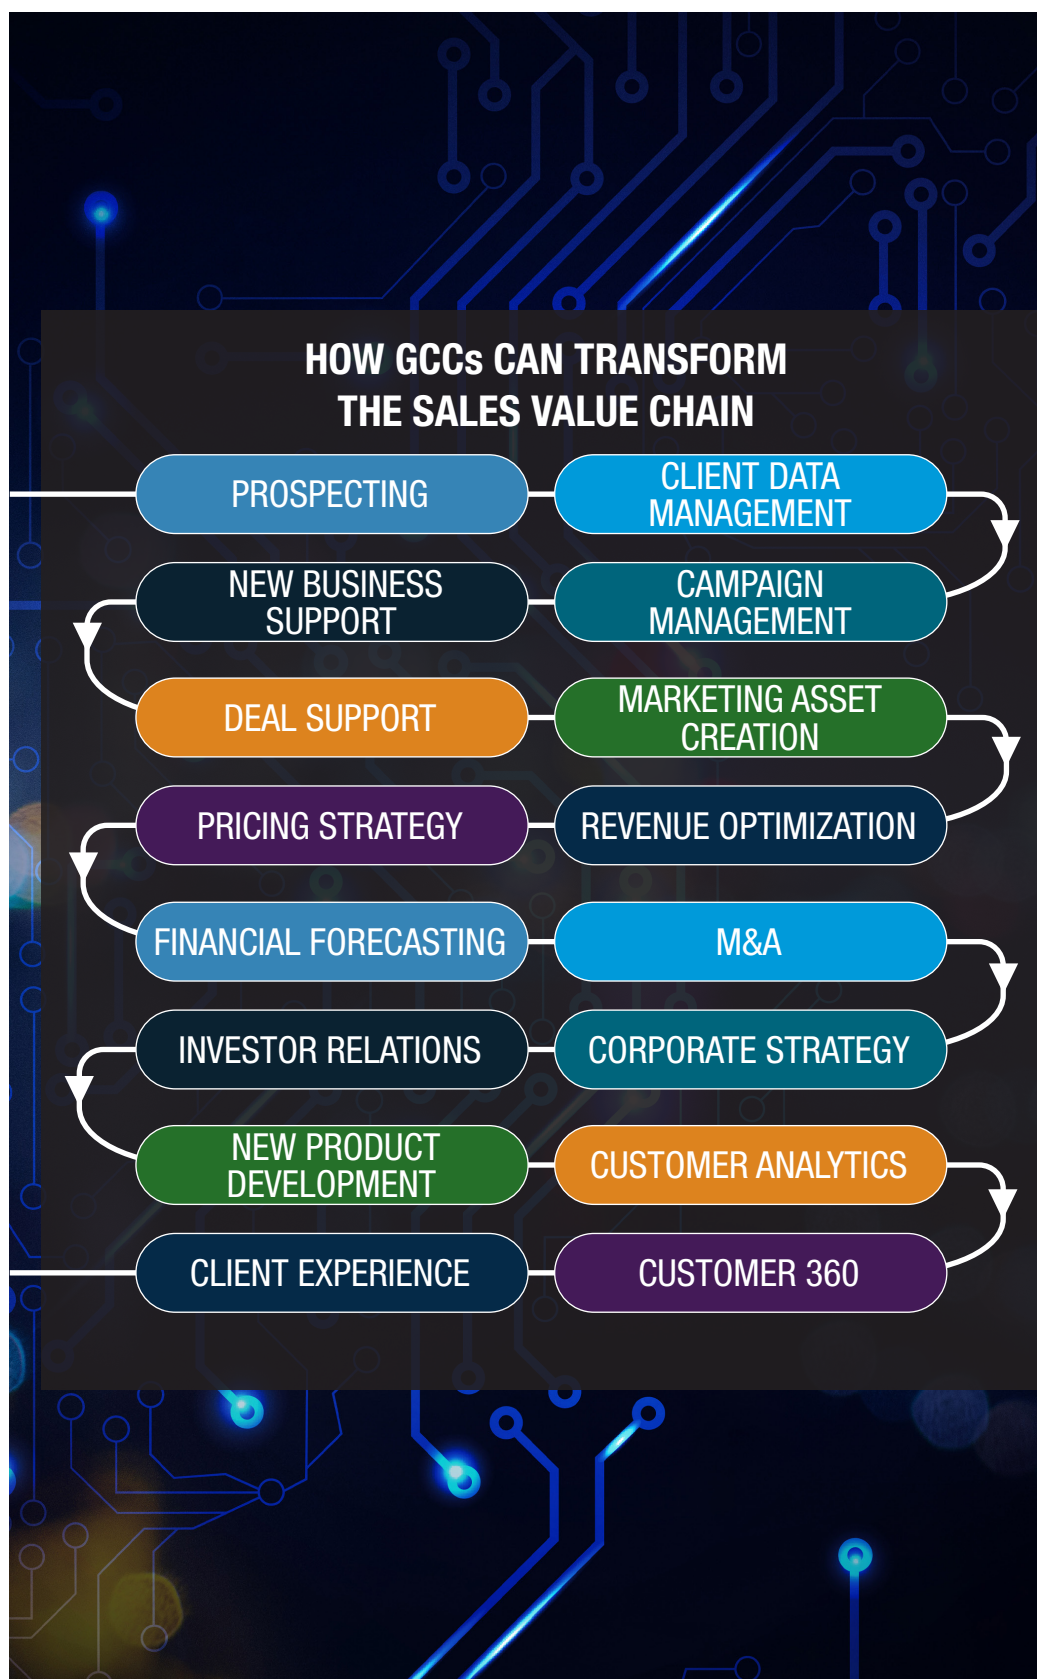 HOW GCCs CAN TRANSFORM
THE SALES VALUE CHAIN
PROSPECTING
CLIENT DATA
MANAGEMENT
CAMPAIGN
MANAGEMENT
NEW BUSINESS
SUPPORT
DEAL SUPPORT
MARKETING ASSET
CREATION
REVENUE OPTIMIZATION
PRICING STRATEGY
FINANCIAL FORECASTING
M&A
CORPORATE STRATEGY
INVESTOR RELATIONS
NEW PRODUCT
DEVELOPMENT
CUSTOMER ANALYTICS
CUSTOMER 360
CLIENT EXPERIENCE